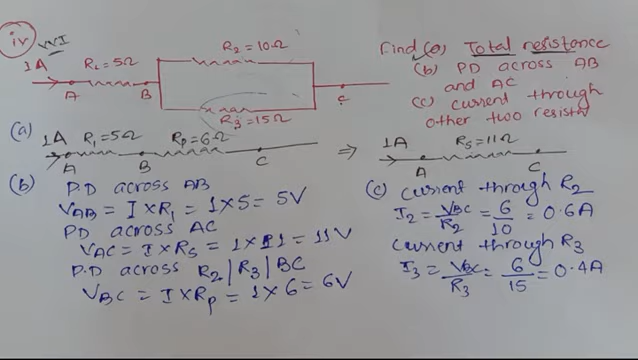 iv VVI
1A R₁=5Ω R₂=10Ω
A B C
R₃=15Ω
Find (a) Total resistance
(b) PD across AB
and AC
(c) current through
other two resistor
(a) 1A R₁=5Ω Rp=6Ω
A B C
⇒ 1A Rs=11Ω
A C
(b) P.D across AB
VAB = I×R₁ = 1×5 = 5V
PD across AC
VAC = I×Rs = 1×11 = 11V
P.D across R₂|R₃|BC
VBC = I×Rp = 1×6 = 6V
(c) Current through R₂
I₂ = VBC/R₂ = 6/10 = 0.6A
Current through R₃
I₃ = VBC/R₃ = 6/15 = 0.4A